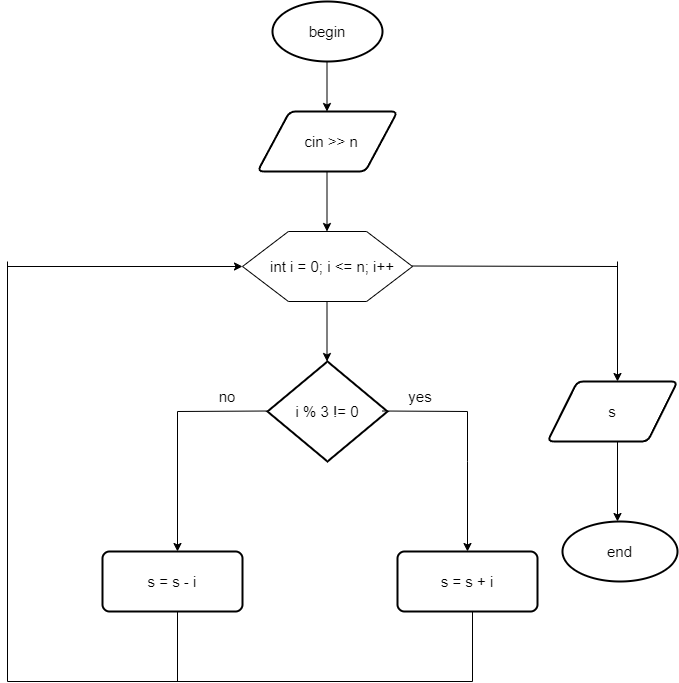 begin
cin >> n
int i = 0; i <= n; i++
no
yes
i % 3 != 0
s
s = s - i
s = s + i
end